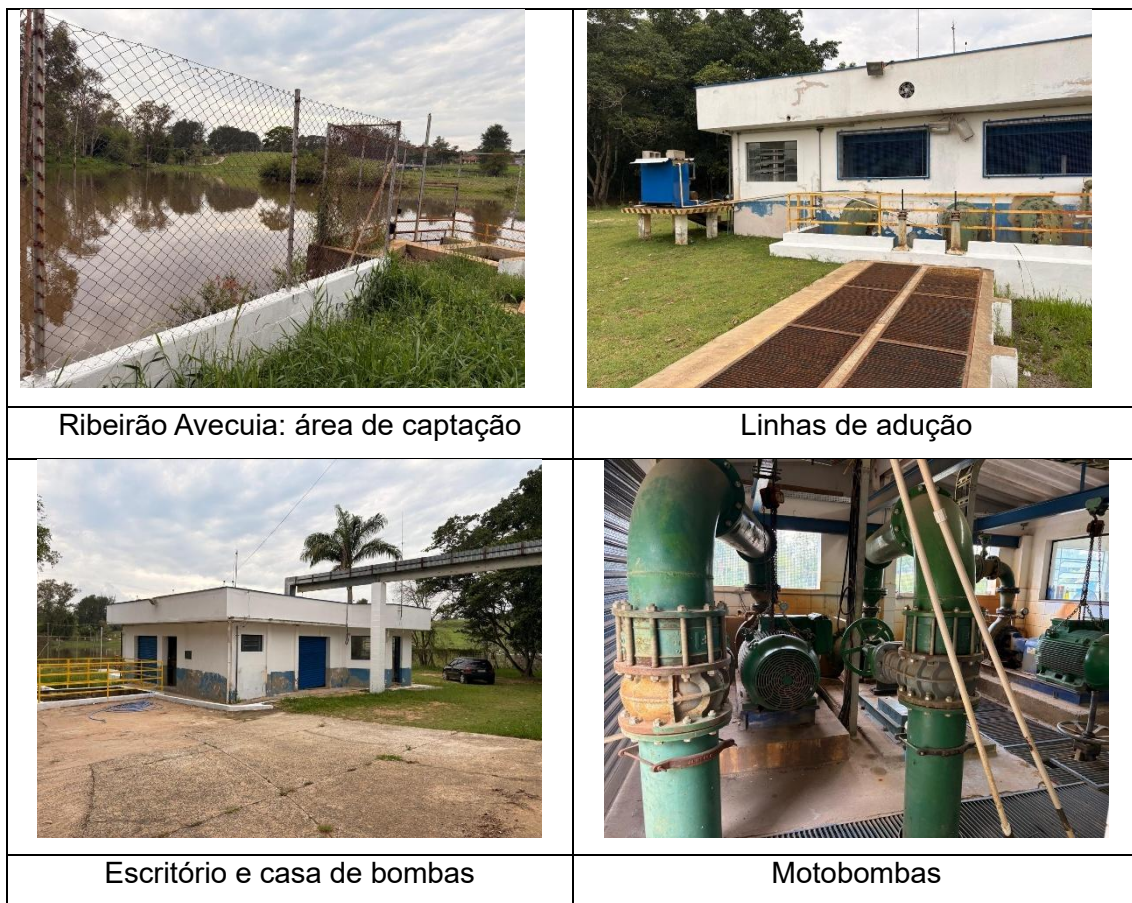 Ribeirão Avecuia: área de captação
Linhas de adução
Escritório e casa de bombas
Motobombas